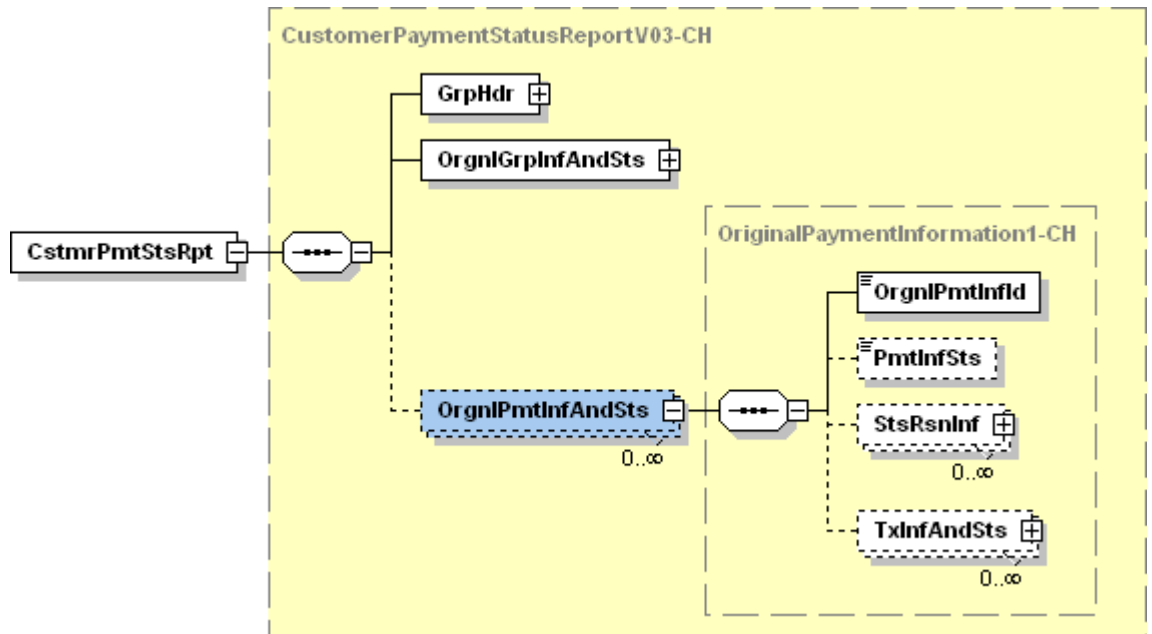 CustomerPaymentStatusReportV03-CH
GrpHdr
OrgnlGrpInfAndSts
CstmrPmtStsRpt
OriginalPaymentInformation1-CH
OrgnlPmtInfId
PmtInfSts
OrgnlPmtInfAndSts
0..∞
StsRsnInf
0..∞
TxInfAndSts
0..∞